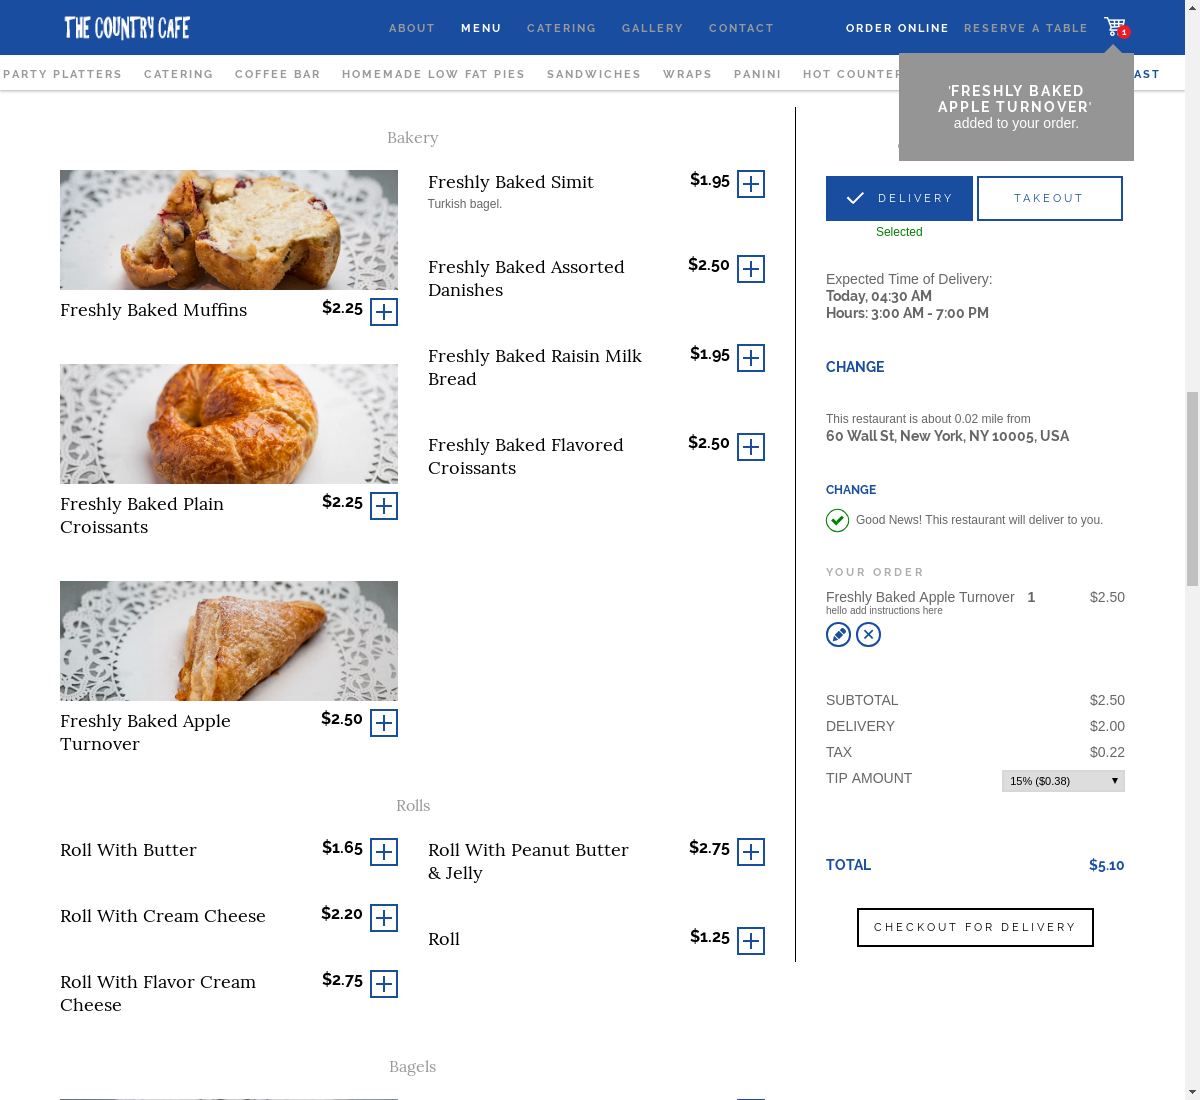 THE COUNTRY CAFE
ABOUT
MENU
CATERING
GALLERY
CONTACT
ORDER ONLINE
RESERVE A TABLE
1
PARTY PLATTERS
CATERING
COFFEE BAR
HOMEMADE LOW FAT PIES
SANDWICHES
WRAPS
PANINI
HOT COUNTER
AST
'FRESHLY BAKED
APPLE TURNOVER'
added to your order.
Bakery
Freshly Baked Muffins
$2.25
Freshly Baked Plain
Croissants
$2.25
Freshly Baked Apple
Turnover
$2.50
Freshly Baked Simit
$1.95
Turkish bagel.
Freshly Baked Assorted
Danishes
$2.50
Freshly Baked Raisin Milk
Bread
$1.95
Freshly Baked Flavored
Croissants
$2.50
Rolls
Roll With Butter
$1.65
Roll With Cream Cheese
$2.20
Roll With Flavor Cream
Cheese
$2.75
Roll With Peanut Butter
& Jelly
$2.75
Roll
$1.25
Bagels
DELIVERY
TAKEOUT
Selected
Expected Time of Delivery:
Today, 04:30 AM
Hours: 3:00 AM - 7:00 PM
CHANGE
This restaurant is about 0.02 mile from
60 Wall St, New York, NY 10005, USA
CHANGE
Good News! This restaurant will deliver to you.
YOUR ORDER
Freshly Baked Apple Turnover 1 $2.50
hello add instructions here
SUBTOTAL $2.50
DELIVERY $2.00
TAX $0.22
TIP AMOUNT 15% ($0.38)
TOTAL $5.10
CHECKOUT FOR DELIVERY